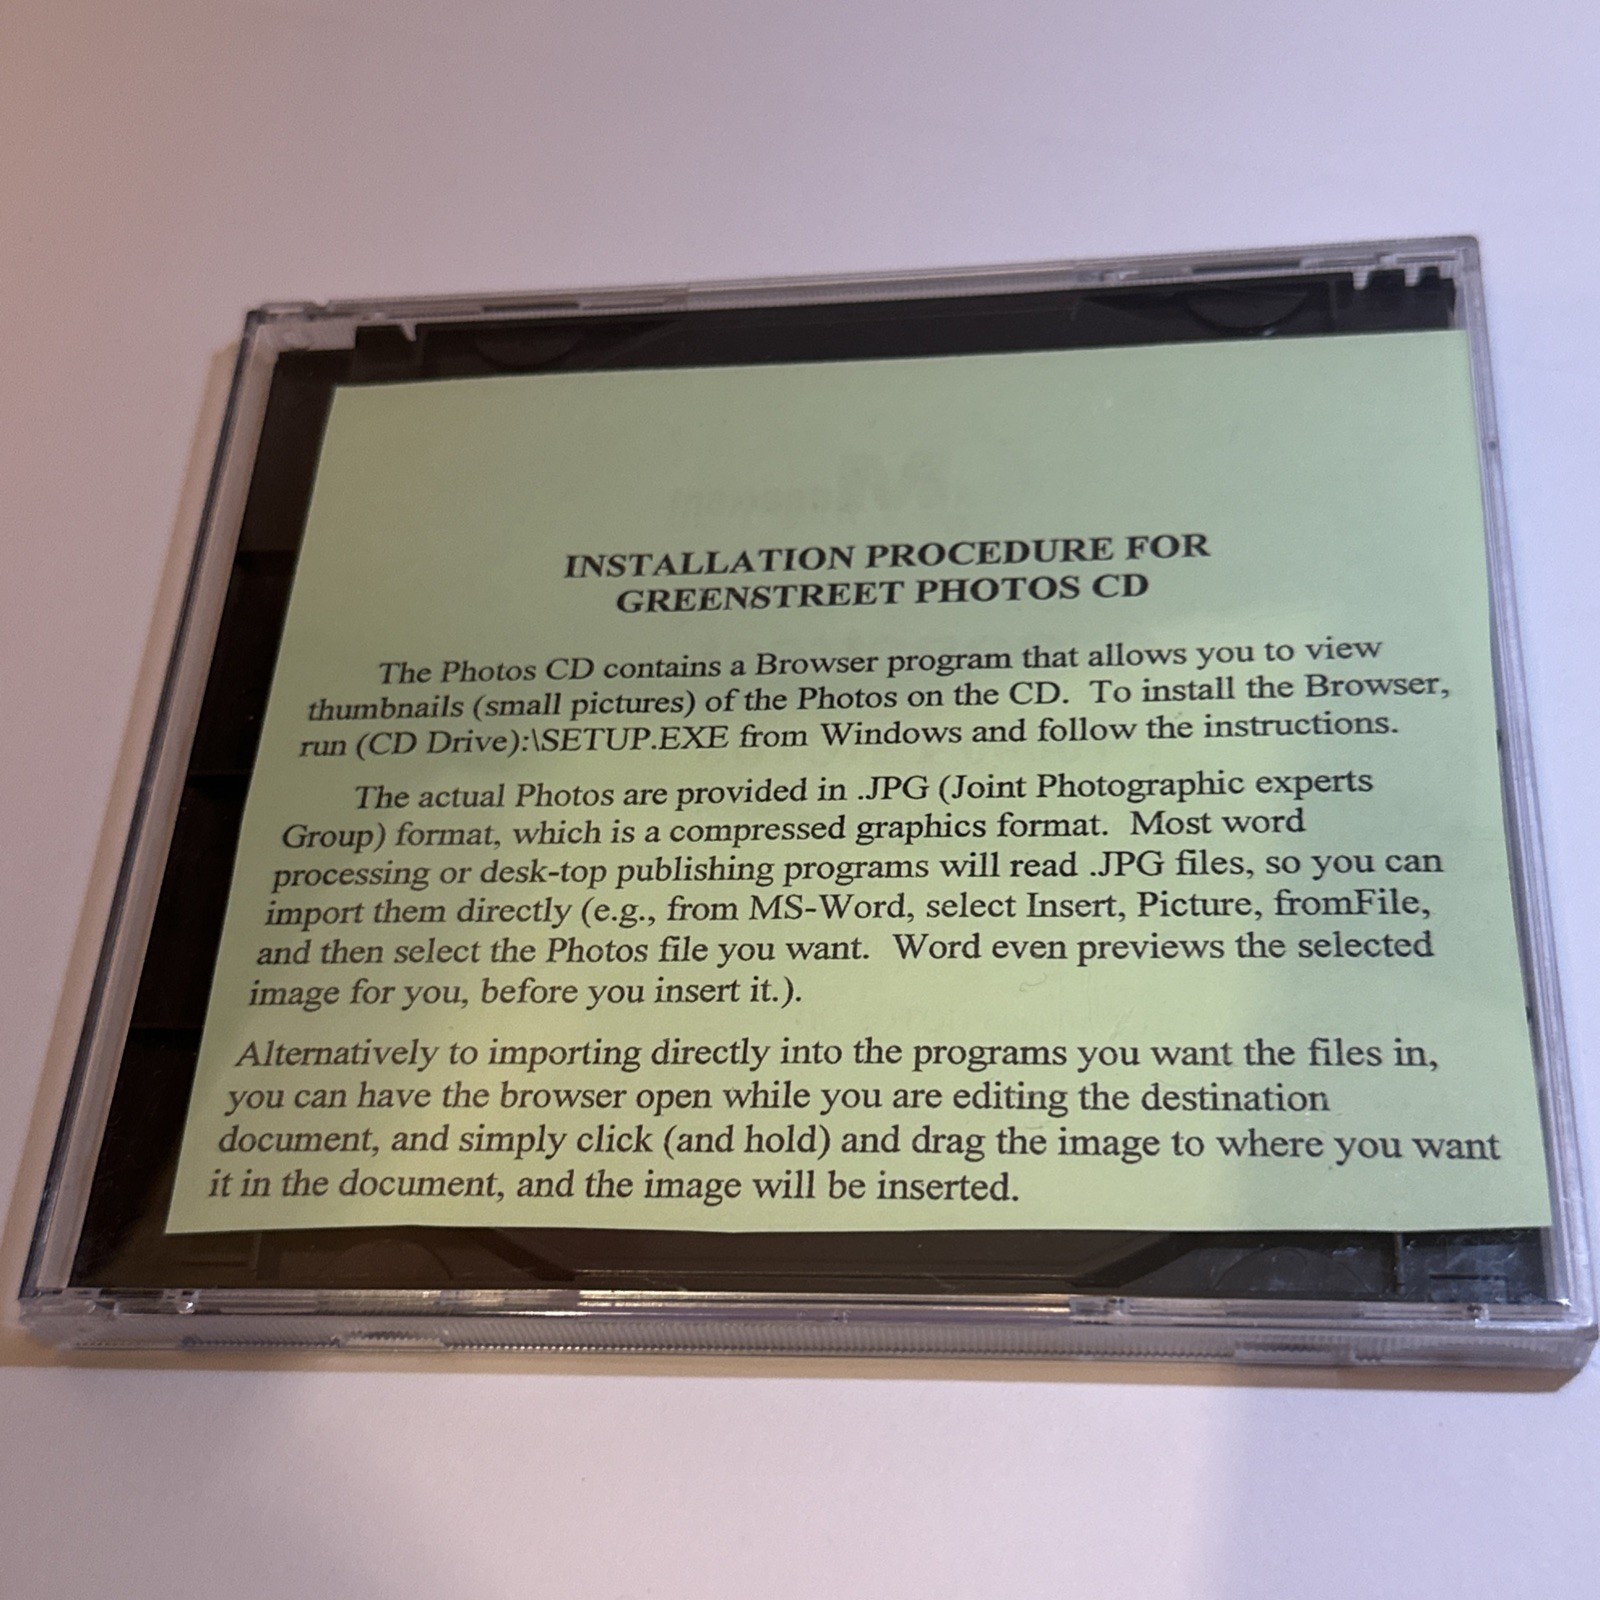 INSTALLATION PROCEDURE FOR
GREENSTREET PHOTOS CD
The Photos CD contains a Browser program that allows you to view
thumbnails (small pictures) of the Photos on the CD. To install the Browser,
run (CD Drive):\SETUP.EXE from Windows and follow the instructions.
The actual Photos are provided in .JPG (Joint Photographic experts
Group) format, which is a compressed graphics format. Most word
processing or desk-top publishing programs will read .JPG files, so you can
import them directly (e.g., from MS-Word, select Insert, Picture, fromFile,
and then select the Photos file you want. Word even previews the selected
image for you, before you insert it.).
Alternatively to importing directly into the programs you want the files in,
you can have the browser open while you are editing the destination
document, and simply click (and hold) and drag the image to where you want
it in the document, and the image will be inserted.